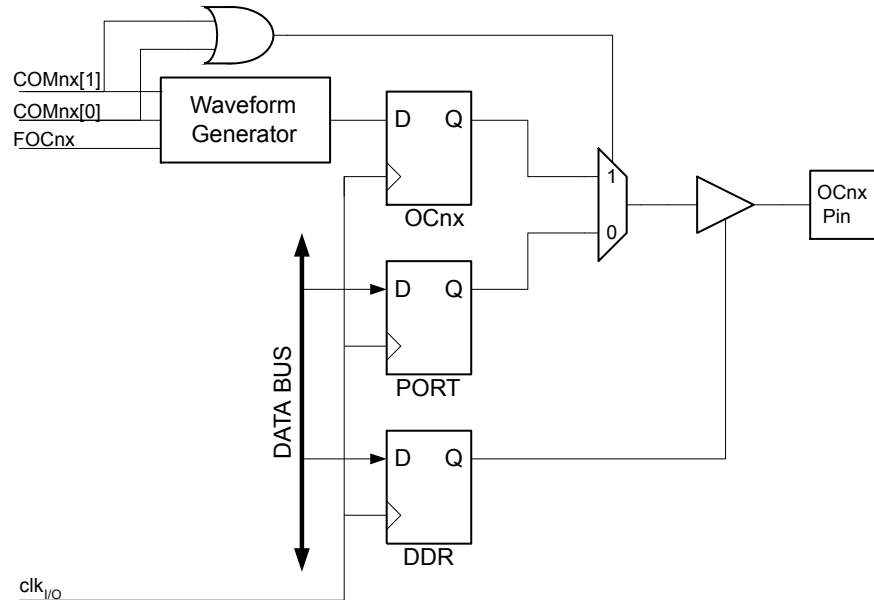 COMnx[1]
COMnx[0]
FOCnx
Waveform
Generator
D Q
OCnx
1
0
OCnx
Pin
D Q
PORT
DATA BUS
D Q
DDR
clkI/O